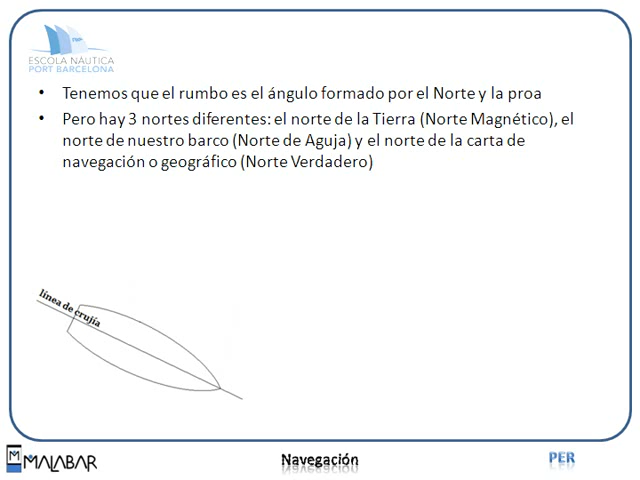 ESCOLA NÁUTICA
PORT BARCELONA
• Tenemos que el rumbo es el ángulo formado por el Norte y la proa
• Pero hay 3 nortes diferentes: el norte de la Tierra (Norte Magnético), el
norte de nuestro barco (Norte de Aguja) y el norte de la carta de
navegación o geográfico (Norte Verdadero)
línea de crujía
MALABAR
Navegación
PER